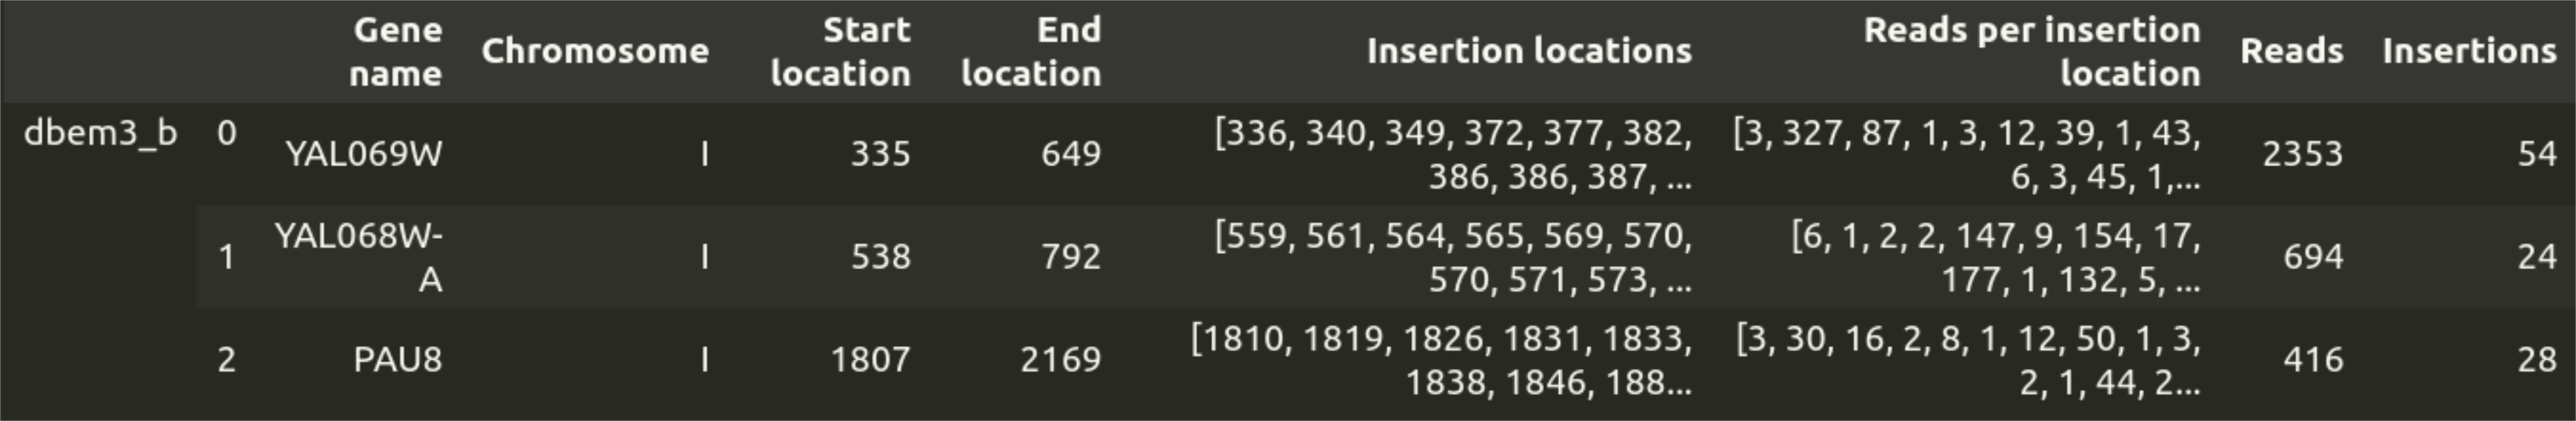 Gene name Chromosome Start location End location Insertion locations Reads per insertion location Reads Insertions
dbem3_b 0 YAL069W I 335 649 [336, 340, 349, 372, 377, 382, 386, 386, 387, ... [3, 327, 87, 1, 3, 12, 39, 1, 43, 6, 3, 45, 1,... 2353 54
1 YAL068W-A I 538 792 [559, 561, 564, 565, 569, 570, 570, 571, 573, ... [6, 1, 2, 2, 147, 9, 154, 17, 177, 1, 132, 5, ... 694 24
2 PAU8 I 1807 2169 [1810, 1819, 1826, 1831, 1833, 1838, 1846, 188... [3, 30, 16, 2, 8, 1, 12, 50, 1, 3, 2, 1, 44, 2... 416 28